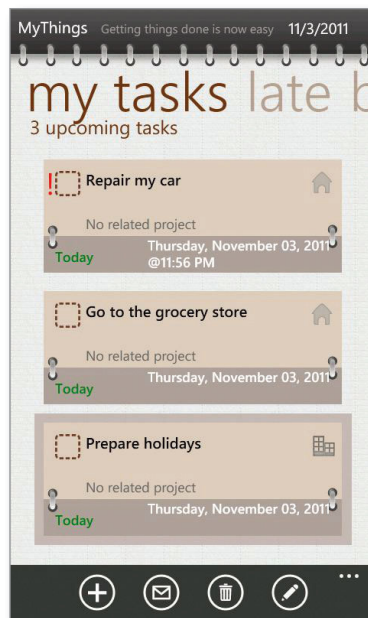 MyThings Getting things done is now easy 11/3/2011
my tasks late
3 upcoming tasks
! Repair my car
No related project
Today Thursday, November 03, 2011
@11:56 PM
Go to the grocery store
No related project
Today Thursday, November 03, 2011
Prepare holidays
No related project
Today Thursday, November 03, 2011